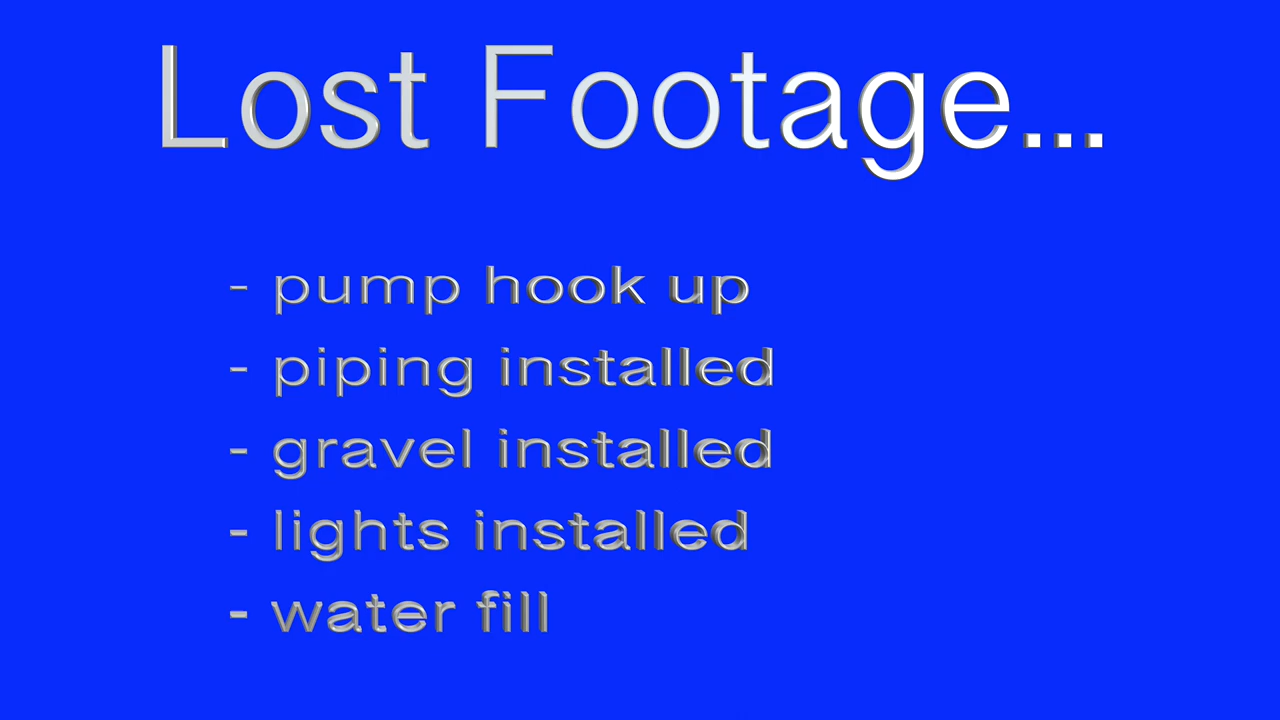 Lost Footage...
- pump hook up
- piping installed
- gravel installed
- lights installed
- water fill